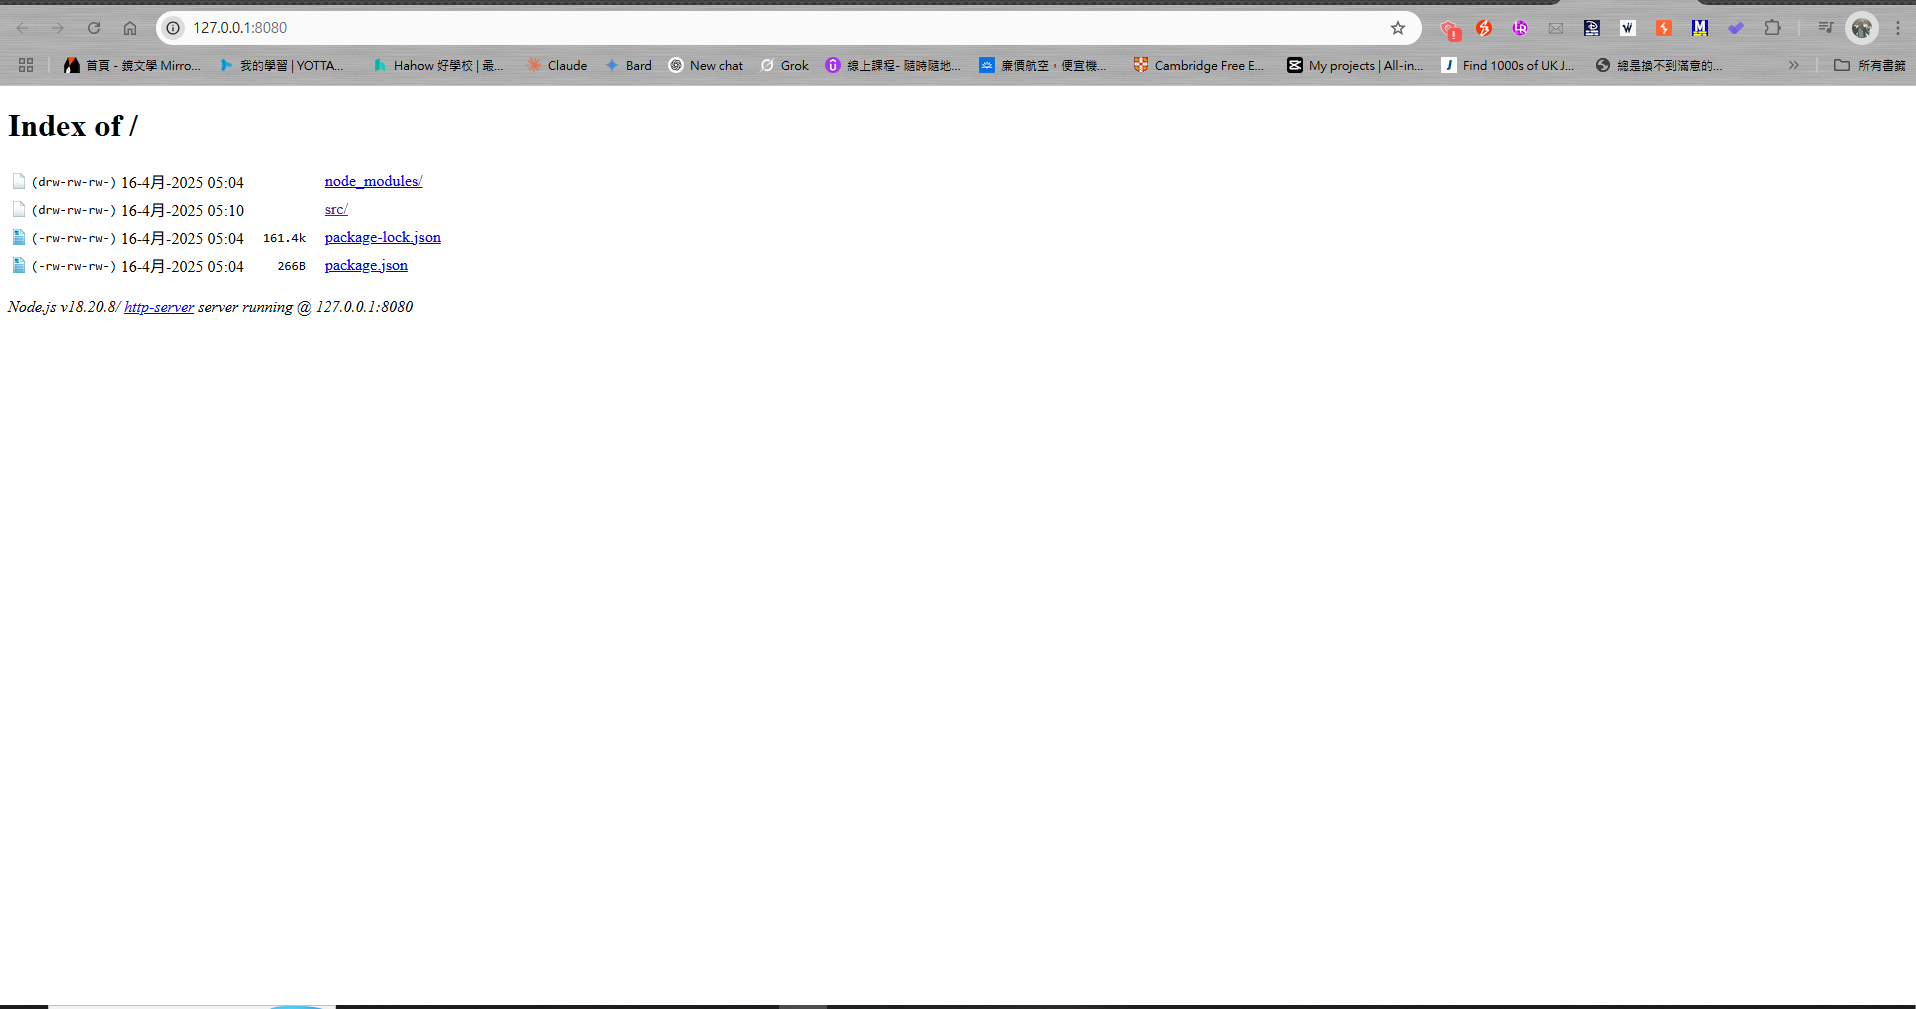 127.0.0.1:8080
首頁 - 鏡文學 Mirro... 我的學習 | YOTTA... Hahow 好學校 | 最... Claude Bard New chat Grok 線上課程- 隨時隨地... 廉價航空，便宜機... Cambridge Free E... My projects | All-in... Find 1000s of UK J... 總是換不到滿意的... 所有書籤
Index of /
(drw-rw-rw-) 16-4月-2025 05:04 node_modules/
(drw-rw-rw-) 16-4月-2025 05:10 src/
(-rw-rw-rw-) 16-4月-2025 05:04 161.4k package-lock.json
(-rw-rw-rw-) 16-4月-2025 05:04 266B package.json
Node.js v18.20.8/ http-server server running @ 127.0.0.1:8080